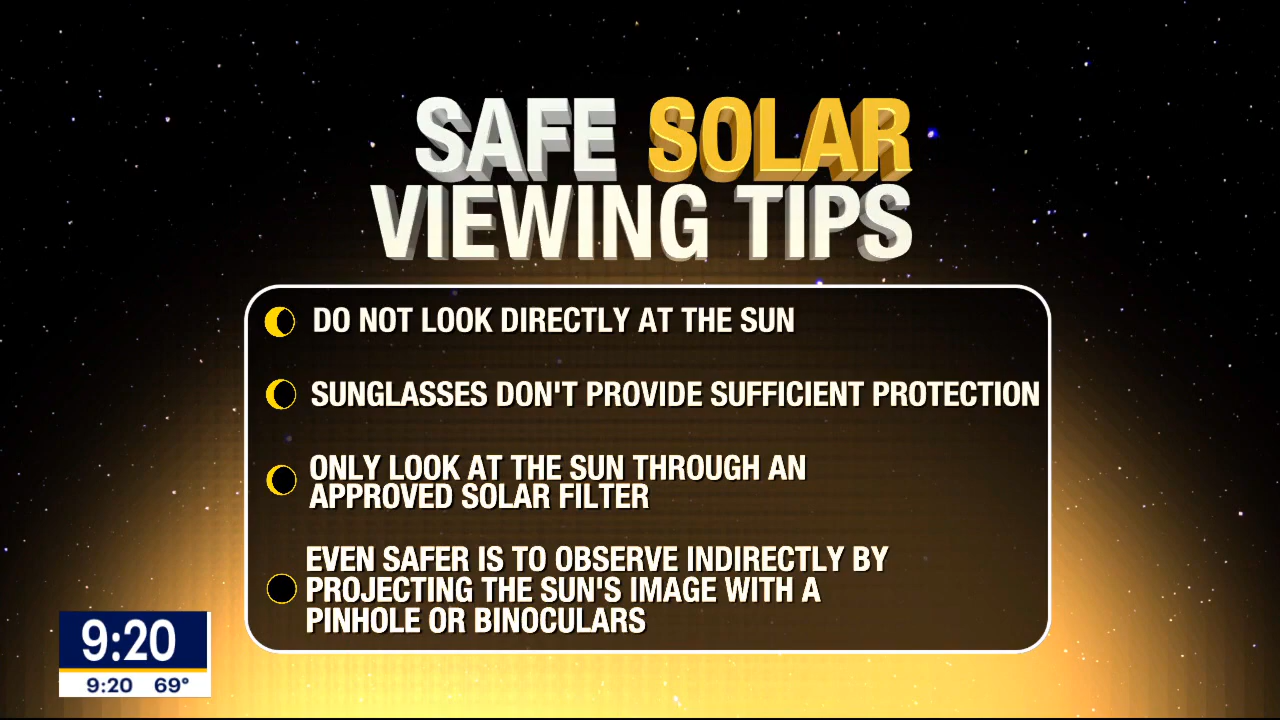 SAFE SOLAR
VIEWING TIPS
DO NOT LOOK DIRECTLY AT THE SUN
SUNGLASSES DON'T PROVIDE SUFFICIENT PROTECTION
ONLY LOOK AT THE SUN THROUGH AN
APPROVED SOLAR FILTER
EVEN SAFER IS TO OBSERVE INDIRECTLY BY
PROJECTING THE SUN'S IMAGE WITH A
PINHOLE OR BINOCULARS
9:20
9:20 69°